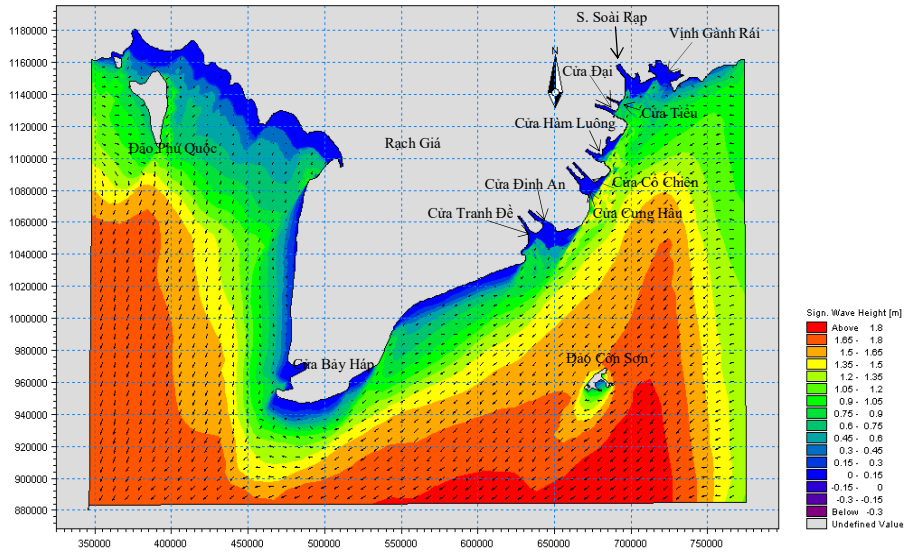 S. Soài Rạp
Vịnh Gành Rái
Cửa Đại
Cửa Tiểu
Cửa Hàm Luông
Rạch Giá
Đảo Phú Quốc
Cửa Cổ Chiên
Cửa Định An
Cửa Tranh Đề
Cửa Cung Hầu
Cửa Bảy Háp
Đảo Côn Sơn
N
1180000
1160000
1140000
1120000
1100000
1080000
1060000
1040000
1020000
1000000
980000
960000
940000
920000
900000
880000
350000 400000 450000 500000 550000 600000 650000 700000 750000
Sign. Wave Height [m]
Above 1.8
1.65 - 1.8
1.5 - 1.65
1.35 - 1.5
1.2 - 1.35
1.05 - 1.2
0.9 - 1.05
0.75 - 0.9
0.6 - 0.75
0.45 - 0.6
0.3 - 0.45
0.15 - 0.3
0 - 0.15
-0.15 - 0
-0.3 - -0.15
Below -0.3
Undefined Value